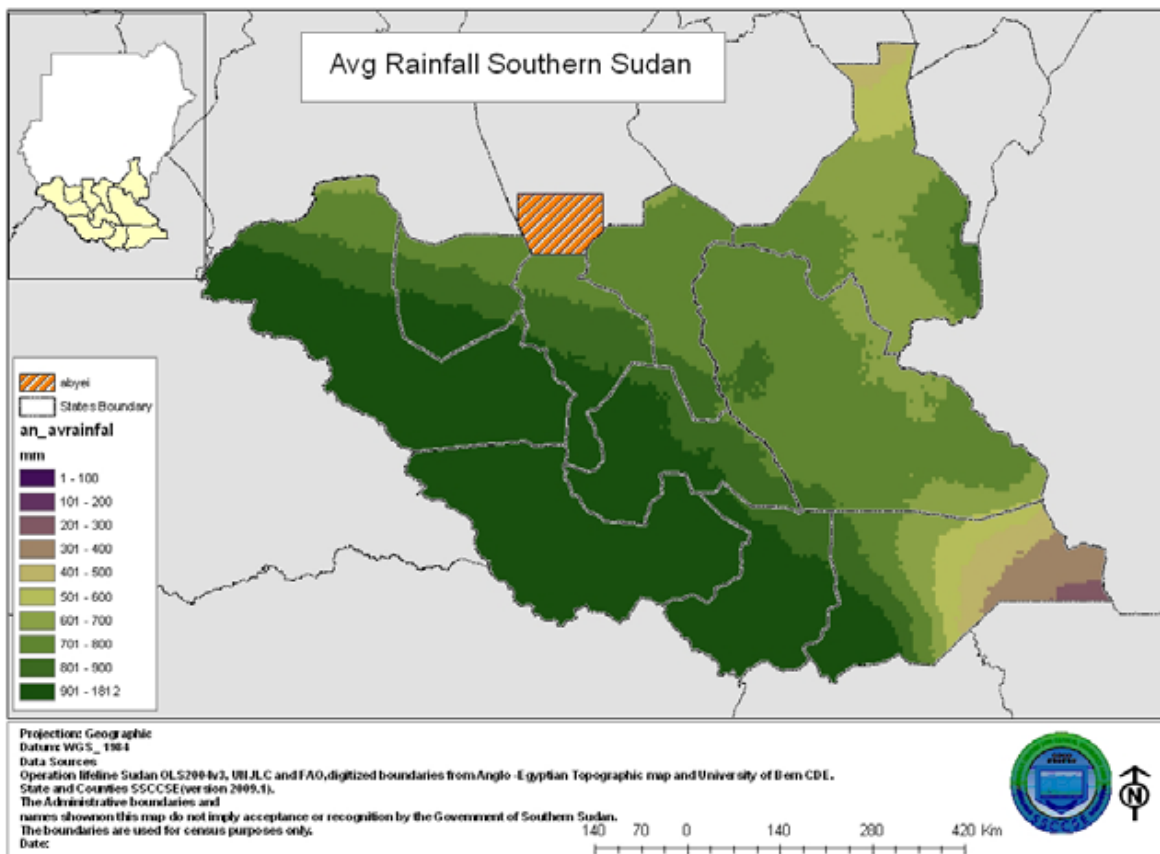 Avg Rainfall Southern Sudan
abyei
States Boundary
an_avrainfal
mm
1 - 100
101 - 200
201 - 300
301 - 400
401 - 500
501 - 600
601 - 700
701 - 800
801 - 900
901 - 1812
Projection: Geographic
Datum: WGS_ 1984
Data Sources
Operation lifeline Sudan OLS2004v3, UNJLC and FAO,digitized boundaries from Anglo -Egyptian Topographic map and University of Bern CDE.
State and Counties SSCCSE(version 2009.1).
The Administrative boundaries and
names shownon this map do not imply acceptance or recognition by the Government of Southern Sudan.
The boundaries are used for census purposes only.
Date:
140 70 0 140 280 420 Km
SSCCSE
N